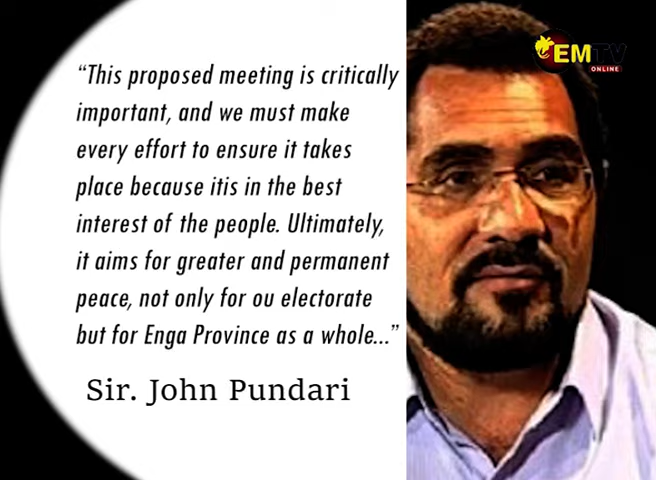 EMTV
ONLINE
“This proposed meeting is critically
important, and we must make
every effort to ensure it takes
place because itis in the best
interest of the people. Ultimately,
it aims for greater and permanent
peace, not only for ou electorate
but for Enga Province as a whole...”
Sir. John Pundari